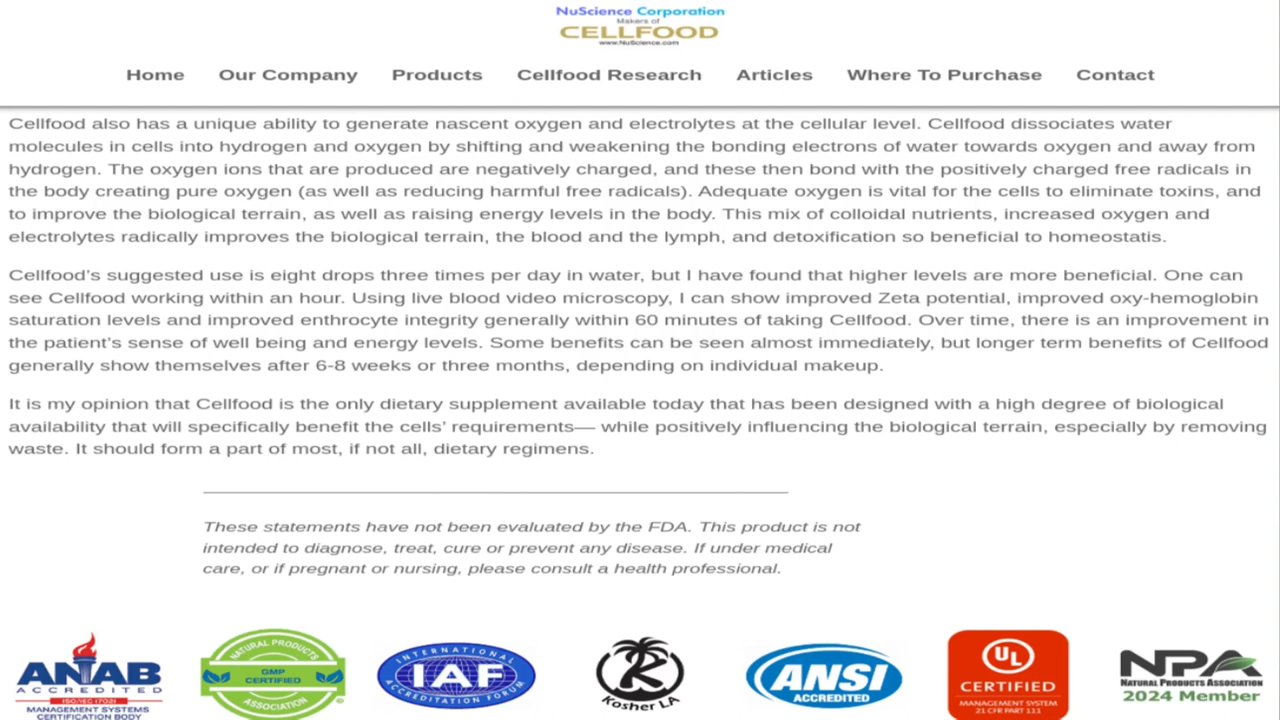 NuScience Corporation
Makers of
CELLFOOD
www.NuScience.com
Home Our Company Products Cellfood Research Articles Where To Purchase Contact
Cellfood also has a unique ability to generate nascent oxygen and electrolytes at the cellular level. Cellfood dissociates water
molecules in cells into hydrogen and oxygen by shifting and weakening the bonding electrons of water towards oxygen and away from
hydrogen. The oxygen ions that are produced are negatively charged, and these then bond with the positively charged free radicals in
the body creating pure oxygen (as well as reducing harmful free radicals). Adequate oxygen is vital for the cells to eliminate toxins, and
to improve the biological terrain, as well as raising energy levels in the body. This mix of colloidal nutrients, increased oxygen and
electrolytes radically improves the biological terrain, the blood and the lymph, and detoxification so beneficial to homeostatis.
Cellfood’s suggested use is eight drops three times per day in water, but I have found that higher levels are more beneficial. One can
see Cellfood working within an hour. Using live blood video microscopy, I can show improved Zeta potential, improved oxy-hemoglobin
saturation levels and improved enthrocyte integrity generally within 60 minutes of taking Cellfood. Over time, there is an improvement in
the patient’s sense of well being and energy levels. Some benefits can be seen almost immediately, but longer term benefits of Cellfood
generally show themselves after 6-8 weeks or three months, depending on individual makeup.
It is my opinion that Cellfood is the only dietary supplement available today that has been designed with a high degree of biological
availability that will specifically benefit the cells’ requirements— while positively influencing the biological terrain, especially by removing
waste. It should form a part of most, if not all, dietary regimens.
These statements have not been evaluated by the FDA. This product is not
intended to diagnose, treat, cure or prevent any disease. If under medical
care, or if pregnant or nursing, please consult a health professional.
ANAB
ACCREDITED
ISO/IEC 17021
MANAGEMENT SYSTEMS
CERTIFICATION BODY
NATURAL PRODUCTS
GMP
CERTIFIED
ASSOCIATION
INTERNATIONAL
IAF
ACCREDITATION FORUM
Kosher LA
ANSI
ACCREDITED
UL
CERTIFIED
MANAGEMENT SYSTEM
21 CFR PART 111
NPA
NATURAL PRODUCTS ASSOCIATION
2024 Member